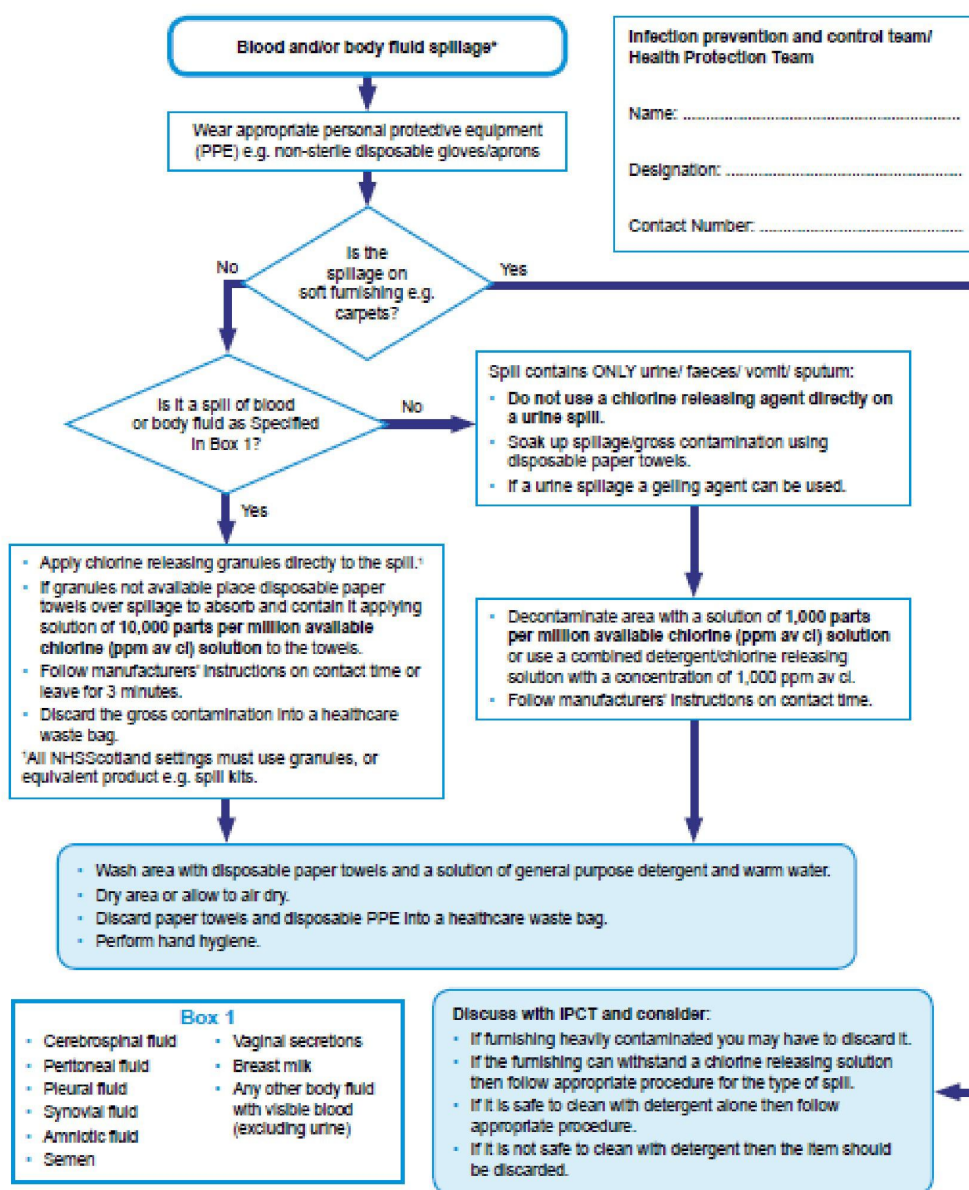 Blood and/or body fluid spillage*
Infection prevention and control team/
Health Protection Team
Name: ........................................................
Designation: ................................................
Contact Number: .........................................
Wear appropriate personal protective equipment
(PPE) e.g. non-sterile disposable gloves/aprons
Is the
spillage on
soft furnishing e.g.
carpets?
No
Yes
Is it a spill of blood
or body fluid as Specified
in Box 1?
No
Yes
Spill contains ONLY urine/ faeces/ vomit/ sputum:
• Do not use a chlorine releasing agent directly on
a urine spill.
• Soak up spillage/gross contamination using
disposable paper towels.
• If a urine spillage a gelling agent can be used.
• Apply chlorine releasing granules directly to the spill.¹
• If granules not available place disposable paper
towels over spillage to absorb and contain it applying
solution of 10,000 parts per million available
chlorine (ppm av cl) solution to the towels.
• Follow manufacturers' instructions on contact time or
leave for 3 minutes.
• Discard the gross contamination into a healthcare
waste bag.
¹All NHSScotland settings must use granules, or
equivalent product e.g. spill kits.
• Decontaminate area with a solution of 1,000 parts
per million available chlorine (ppm av cl) solution
or use a combined detergent/chlorine releasing
solution with a concentration of 1,000 ppm av cl.
• Follow manufacturers' instructions on contact time.
• Wash area with disposable paper towels and a solution of general purpose detergent and warm water.
• Dry area or allow to air dry.
• Discard paper towels and disposable PPE into a healthcare waste bag.
• Perform hand hygiene.
Box 1
• Cerebrospinal fluid
• Peritoneal fluid
• Pleural fluid
• Synovial fluid
• Amniotic fluid
• Semen
• Vaginal secretions
• Breast milk
• Any other body fluid
with visible blood
(excluding urine)
Discuss with IPCT and consider:
• If furnishing heavily contaminated you may have to discard it.
• If the furnishing can withstand a chlorine releasing solution
then follow appropriate procedure for the type of spill.
• If it is safe to clean with detergent alone then follow
appropriate procedure.
• If it is not safe to clean with detergent then the item should
be discarded.